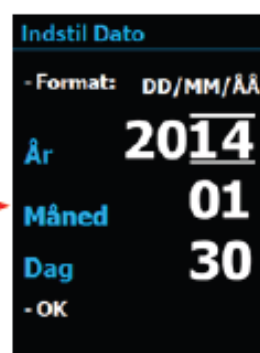 Indstil Dato
- Format: DD/MM/ÅÅ
År 2014
Måned 01
Dag 30
- OK